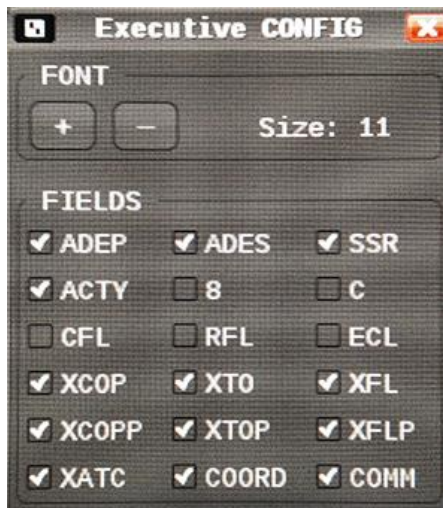 Executive CONFIG
FONT
+ - Size: 11
FIELDS
ADEP ADES SSR
ACTY 8 C
CFL RFL ECL
XCOP XTO XFL
XCOPP XTOP XFLP
XATC COORD COMM